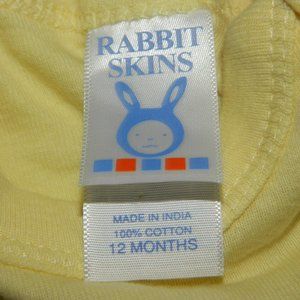 RABBIT
SKINS
MADE IN INDIA
100% COTTON
12 MONTHS